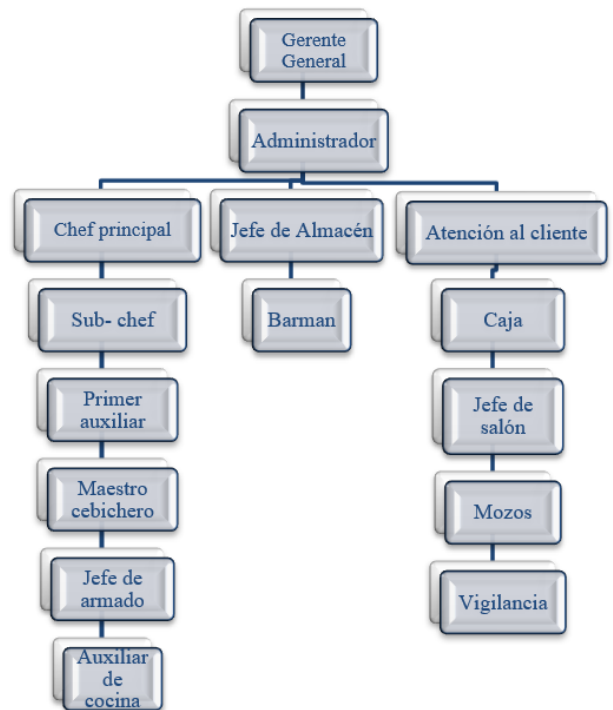 Gerente
General
Administrador
Chef principal
Jefe de Almacén
Atención al cliente
Sub- chef
Barman
Caja
Primer
auxiliar
Jefe de
salón
Maestro
cebichero
Mozos
Jefe de
armado
Vigilancia
Auxiliar
de
cocina